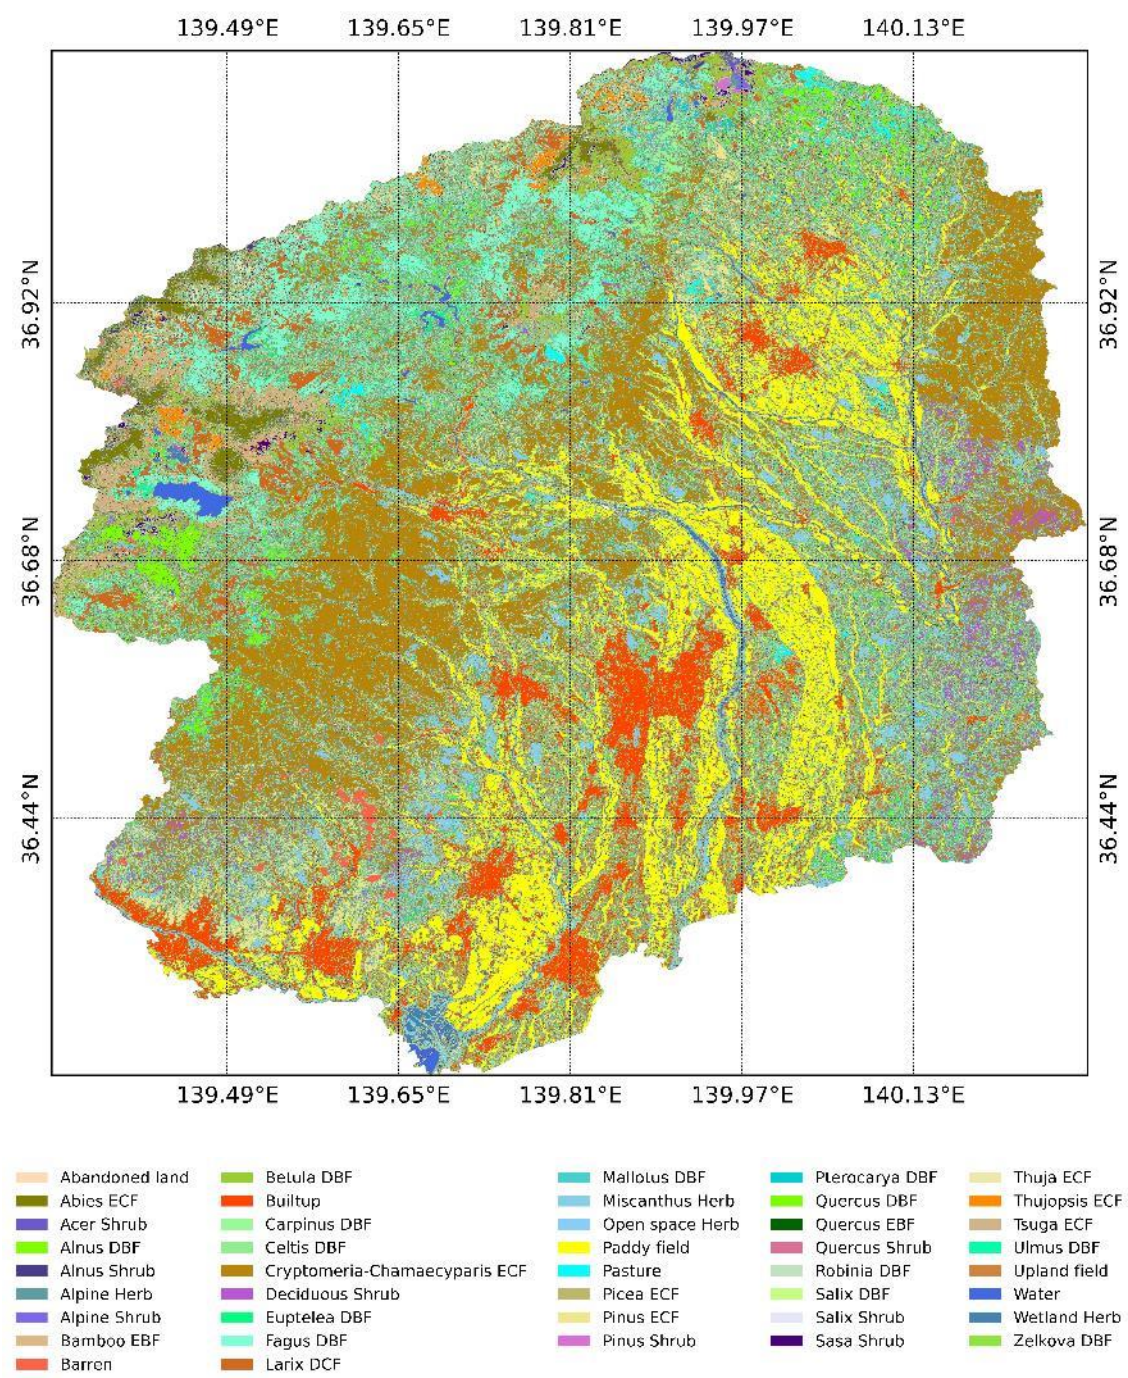 139.49°E 139.65°E 139.81°E 139.97°E 140.13°E
36.92°N 36.92°N
36.68°N 36.68°N
36.44°N 36.44°N
139.49°E 139.65°E 139.81°E 139.97°E 140.13°E
Abandoned land
Abies ECF
Acer Shrub
Alnus DBF
Alnus Shrub
Alpine Herb
Alpine Shrub
Bamboo EBF
Barren
Betula DBF
Builtup
Carpinus DBF
Celtis DBF
Cryptomeria-Chamaecyparis ECF
Deciduous Shrub
Euptelea DBF
Fagus DBF
Larix DCF
Mallotus DBF
Miscanthus Herb
Open space Herb
Paddy field
Pasture
Picea ECF
Pinus ECF
Pinus Shrub
Pterocarya DBF
Quercus DBF
Quercus EBF
Quercus Shrub
Robinia DBF
Salix DBF
Salix Shrub
Sasa Shrub
Thuja ECF
Thujopsis ECF
Tsuga ECF
Ulmus DBF
Upland field
Water
Wetland Herb
Zelkova DBF